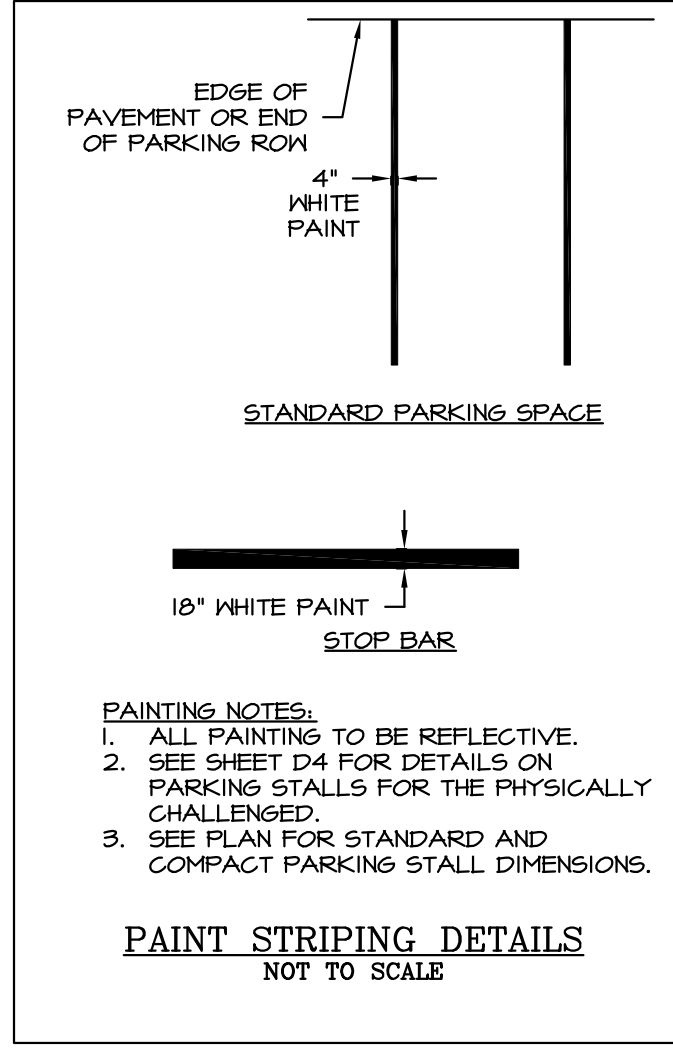 EDGE OF
PAVEMENT OR END
OF PARKING ROW
4"
WHITE
PAINT
STANDARD PARKING SPACE
18" WHITE PAINT
STOP BAR
PAINTING NOTES:
1. ALL PAINTING TO BE REFLECTIVE.
2. SEE SHEET D4 FOR DETAILS ON
PARKING STALLS FOR THE PHYSICALLY
CHALLENGED.
3. SEE PLAN FOR STANDARD AND
COMPACT PARKING STALL DIMENSIONS.
PAINT STRIPING DETAILS
NOT TO SCALE